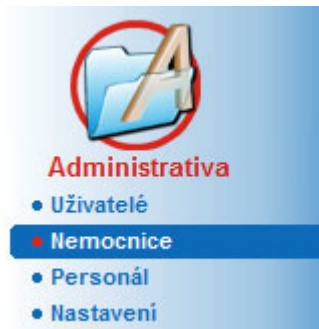 A
Administrativa
Uživatelé
Nemocnice
Personál
Nastavení